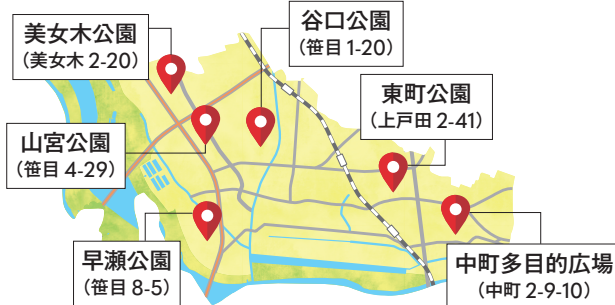 美女木公園
（美女木 2-20）
谷口公園
（笹目 1-20）
東町公園
（上戸田 2-41）
山宮公園
（笹目 4-29）
早瀬公園
（笹目 8-5）
中町多目的広場
（中町 2-9-10）